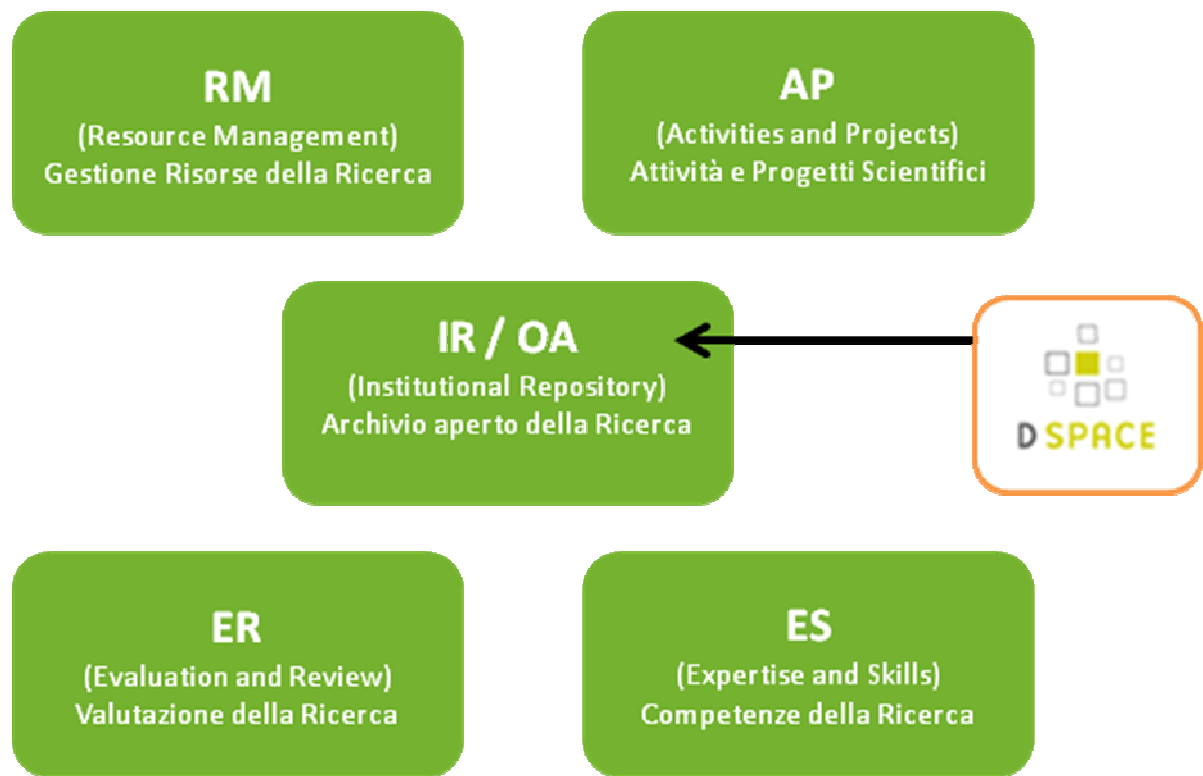 RM
(Resource Management)
Gestione Risorse della Ricerca
AP
(Activities and Projects)
Attività e Progetti Scientifici
IR / OA
(Institutional Repository)
Archivio aperto della Ricerca
D SPACE
ER
(Evaluation and Review)
Valutazione della Ricerca
ES
(Expertise and Skills)
Competenze della Ricerca